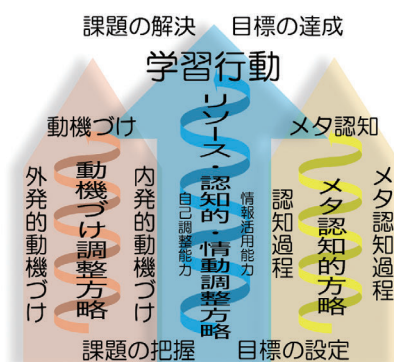 課題の解決
目標の達成
学習行動
動機づけ
メタ認知
外発的動機づけ
動機づけ調整方略
内発的動機づけ
自己調整能力
リソース・認知的・情動調整方略
情報活用能力
認知過程
メタ認知的方略
メタ認知過程
課題の把握
目標の設定